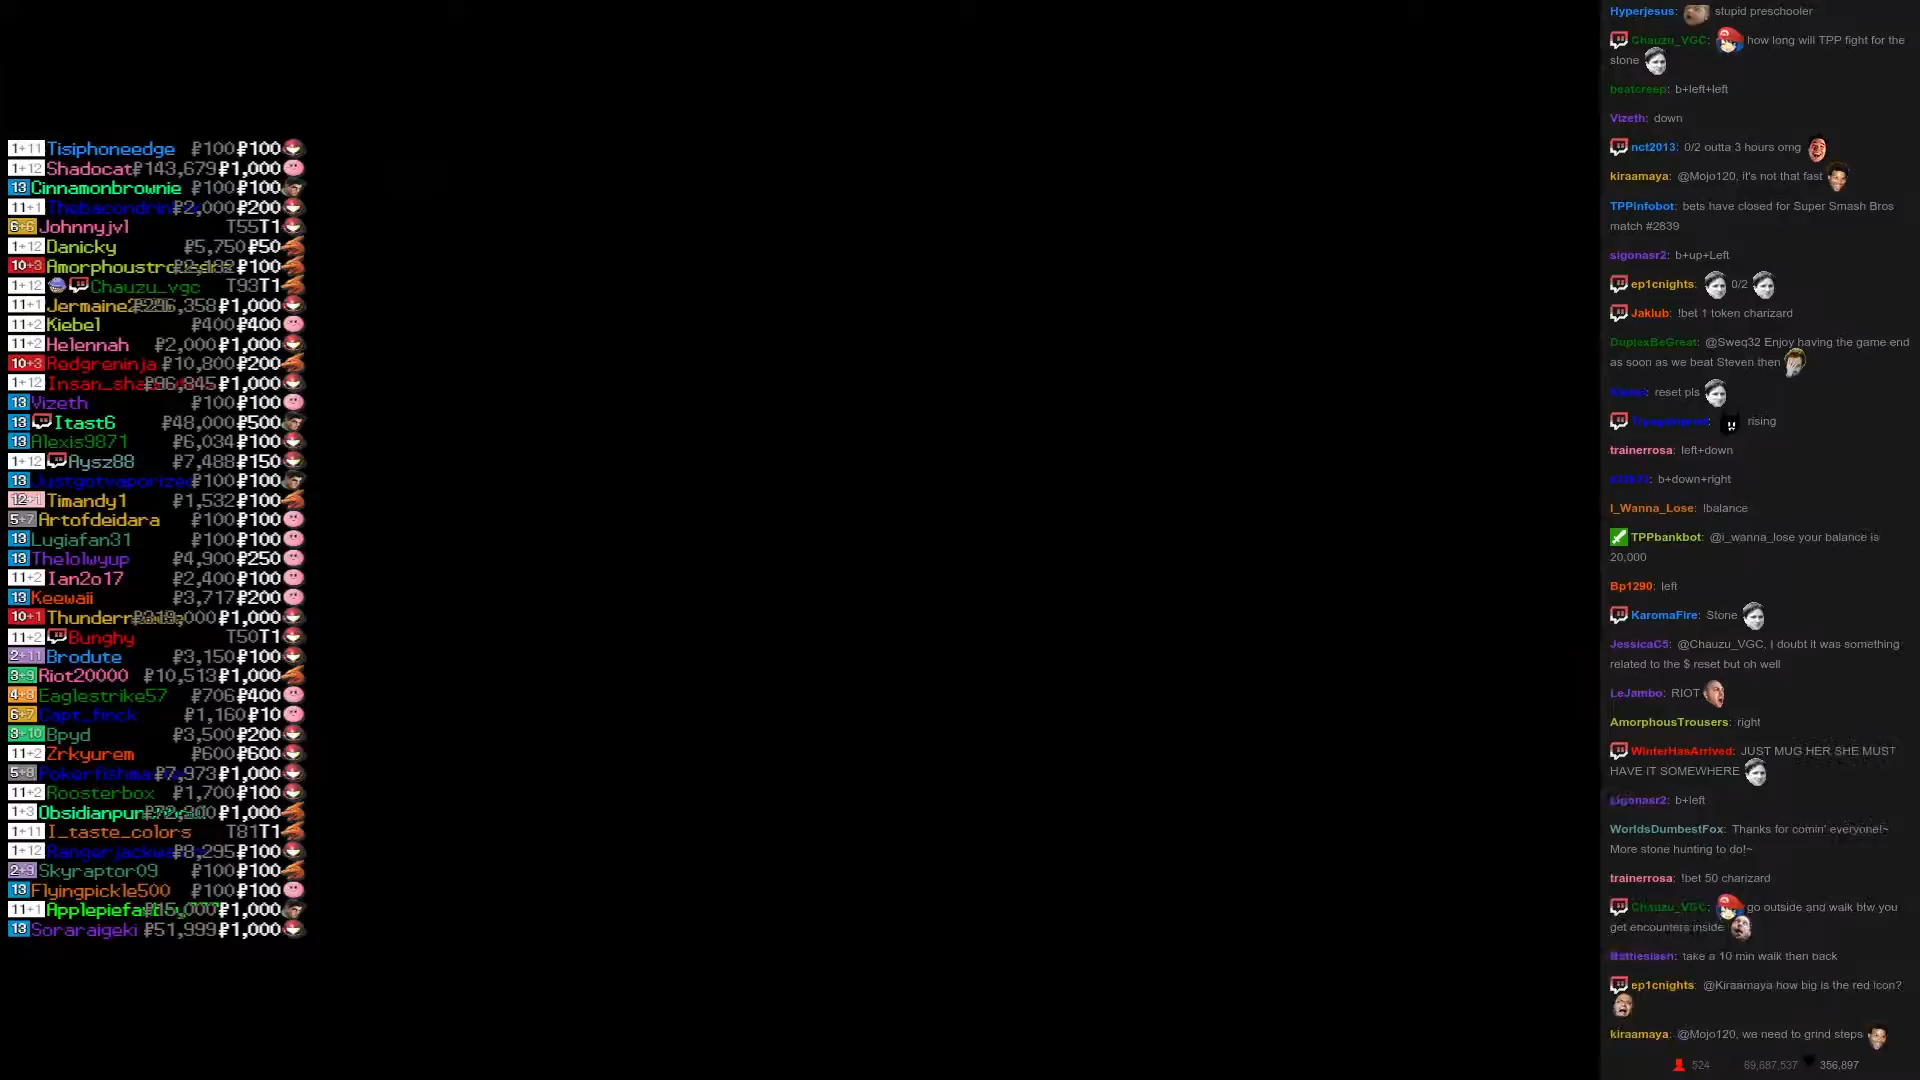 1+11 Tisiphoneedge ₽100 ₽100
1+12 Shadocat ₽143,679 ₽1,000
13 Cinnamonbrownie ₽100 ₽100
11+1 ₽2,000 ₽200
6+6 Johnnyjvl T55 T1
1+12 Danicky ₽5,750 ₽50
10+3 ₽100
1+12 Chauzu_vgc T93 T1
11+1 ₽1,000
11+2 Kiebel ₽400 ₽400
11+2 Helennah ₽2,000 ₽1,000
10+3 Redgreninja ₽10,800 ₽200
1+12 ₽96,845 ₽1,000
13 Vizeth ₽100 ₽100
13 Itast6 ₽48,000 ₽500
13 Alexis9871 ₽6,034 ₽100
1+12 Aysz88 ₽7,488 ₽150
13 Justgotvaporized ₽100 ₽100
12+1 Timandy1 ₽1,532 ₽100
5+7 Artofdeidara ₽100 ₽100
13 Lugiafan31 ₽100 ₽100
13 Thelolwyup ₽4,900 ₽250
11+2 Ian2o17 ₽2,400 ₽100
13 Keewaii ₽3,717 ₽200
10+1 ₽1,000
11+2 Bunghy T50 T1
2+11 Brodute ₽3,150 ₽100
3+9 Riot20000 ₽10,513 ₽1,000
4+8 Eaglestrike57 ₽706 ₽400
6+7 Capt_finck ₽1,160 ₽10
3+10 Bpyd ₽3,500 ₽200
11+2 Zrkyurem ₽600 ₽600
5+8 ₽7,973 ₽1,000
11+2 Roosterbox ₽1,700 ₽100
1+3 ₽1,000
1+11 I_taste_colors T81 T1
1+12 ₽8,295 ₽100
2+9 Skyraptor09 ₽100 ₽100
13 Flyingpickle500 ₽100 ₽100
11+1 ₽1,000
13 Soraraigeki ₽51,999 ₽1,000
Hyperjesus: stupid preschooler
Chauzu_VGC: how long will TPP fight for the
stone
beatcreep: b+left+left
Vizeth: down
nct2013: 0/2 outta 3 hours omg
kiraamaya: @Mojo120, it's not that fast
TPPInfobot: bets have closed for Super Smash Bros
match #2839
sigonasr2: b+up+Left
ep1cnights: 0/2
Jaklub: !bet 1 token charizard
DuplexBeGreat: @Sweq32 Enjoy having the game end
as soon as we beat Steven then
reset pls
rising
trainerrosa: left+down
b+down+right
I_Wanna_Lose: !balance
TPPbankbot: @i_wanna_lose your balance is
20,000
Bp1290: left
KaromaFire: Stone
JessicaC5: @Chauzu_VGC, I doubt it was something
related to the $ reset but oh well
LeJambo: RIOT
AmorphousTrousers: right
WinterHasArrived: JUST MUG HER SHE MUST
HAVE IT SOMEWHERE
sigonasr2: b+left
WorldsDumbestFox: Thanks for comin' everyone!~
More stone hunting to do!~
trainerrosa: !bet 50 charizard
Chauzu_VGC: go outside and walk btw you
get encounters inside
take a 10 min walk then back
ep1cnights: @Kiraamaya how big is the red icon?
kiraamaya: @Mojo120, we need to grind steps
524 69,687,537 356,897